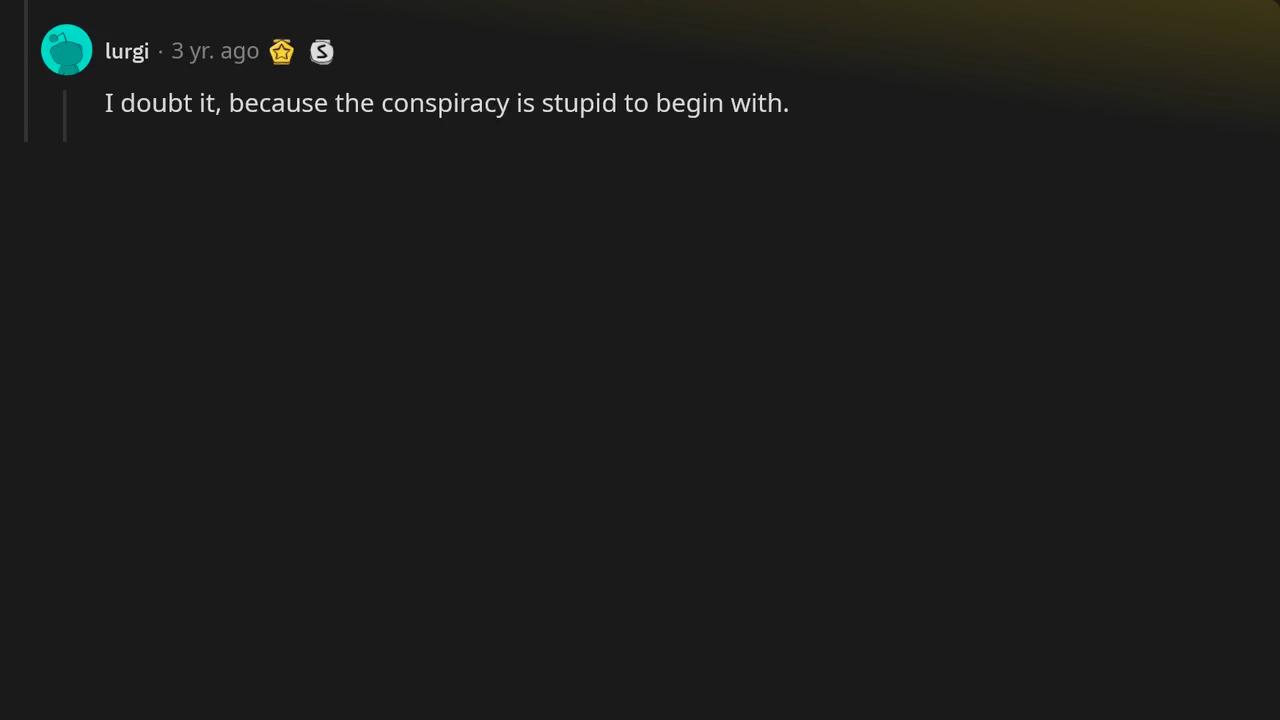 lurgi · 3 yr. ago S
I doubt it, because the conspiracy is stupid to begin with.